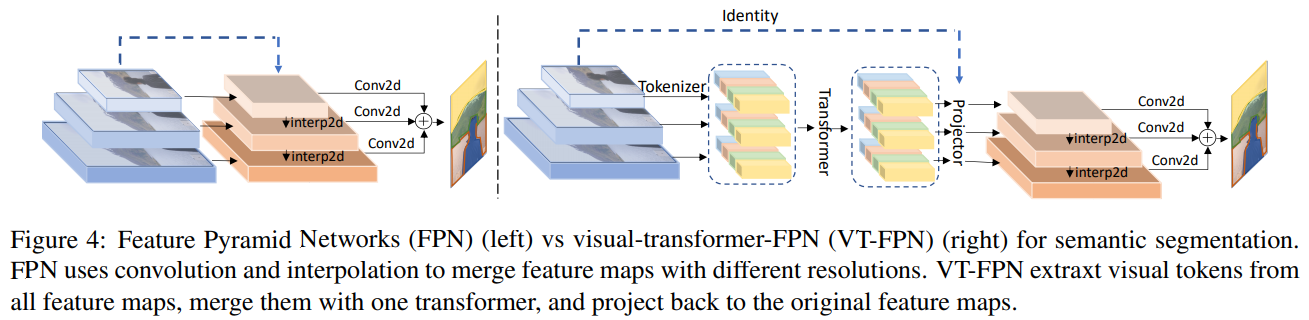 Identity
Conv2d
Conv2d
interp2d
Conv2d
interp2d
Tokenizer
Transformer
Projector
Conv2d
Conv2d
interp2d
Conv2d
interp2d
Figure 4: Feature Pyramid Networks (FPN) (left) vs visual-transformer-FPN (VT-FPN) (right) for semantic segmentation.
FPN uses convolution and interpolation to merge feature maps with different resolutions. VT-FPN extraxt visual tokens from
all feature maps, merge them with one transformer, and project back to the original feature maps.